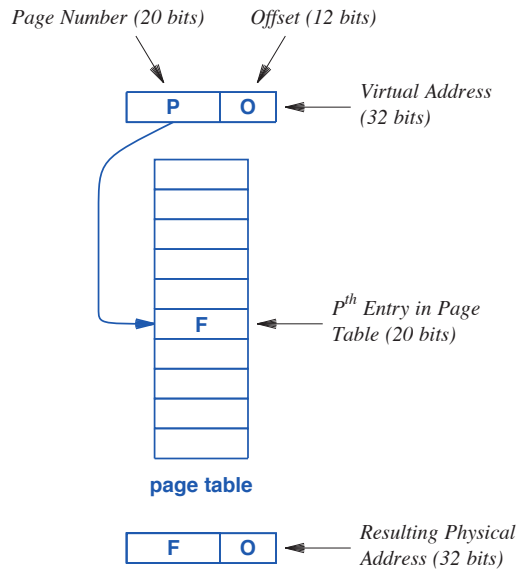 Page Number (20 bits)
Offset (12 bits)
P
O
Virtual Address
(32 bits)
F
Pth Entry in Page
Table (20 bits)
page table
F
O
Resulting Physical
Address (32 bits)